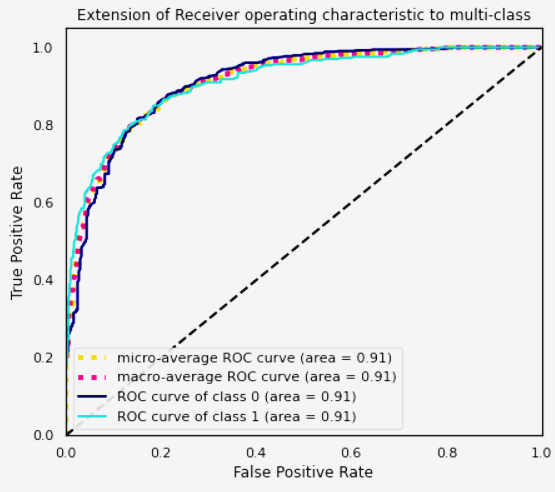 Extension of Receiver operating characteristic to multi-class
1.0
0.8
0.6
0.4
0.2
0.0
True Positive Rate
micro-average ROC curve (area = 0.91)
macro-average ROC curve (area = 0.91)
ROC curve of class 0 (area = 0.91)
ROC curve of class 1 (area = 0.91)
0.0 0.2 0.4 0.6 0.8 1.0
False Positive Rate